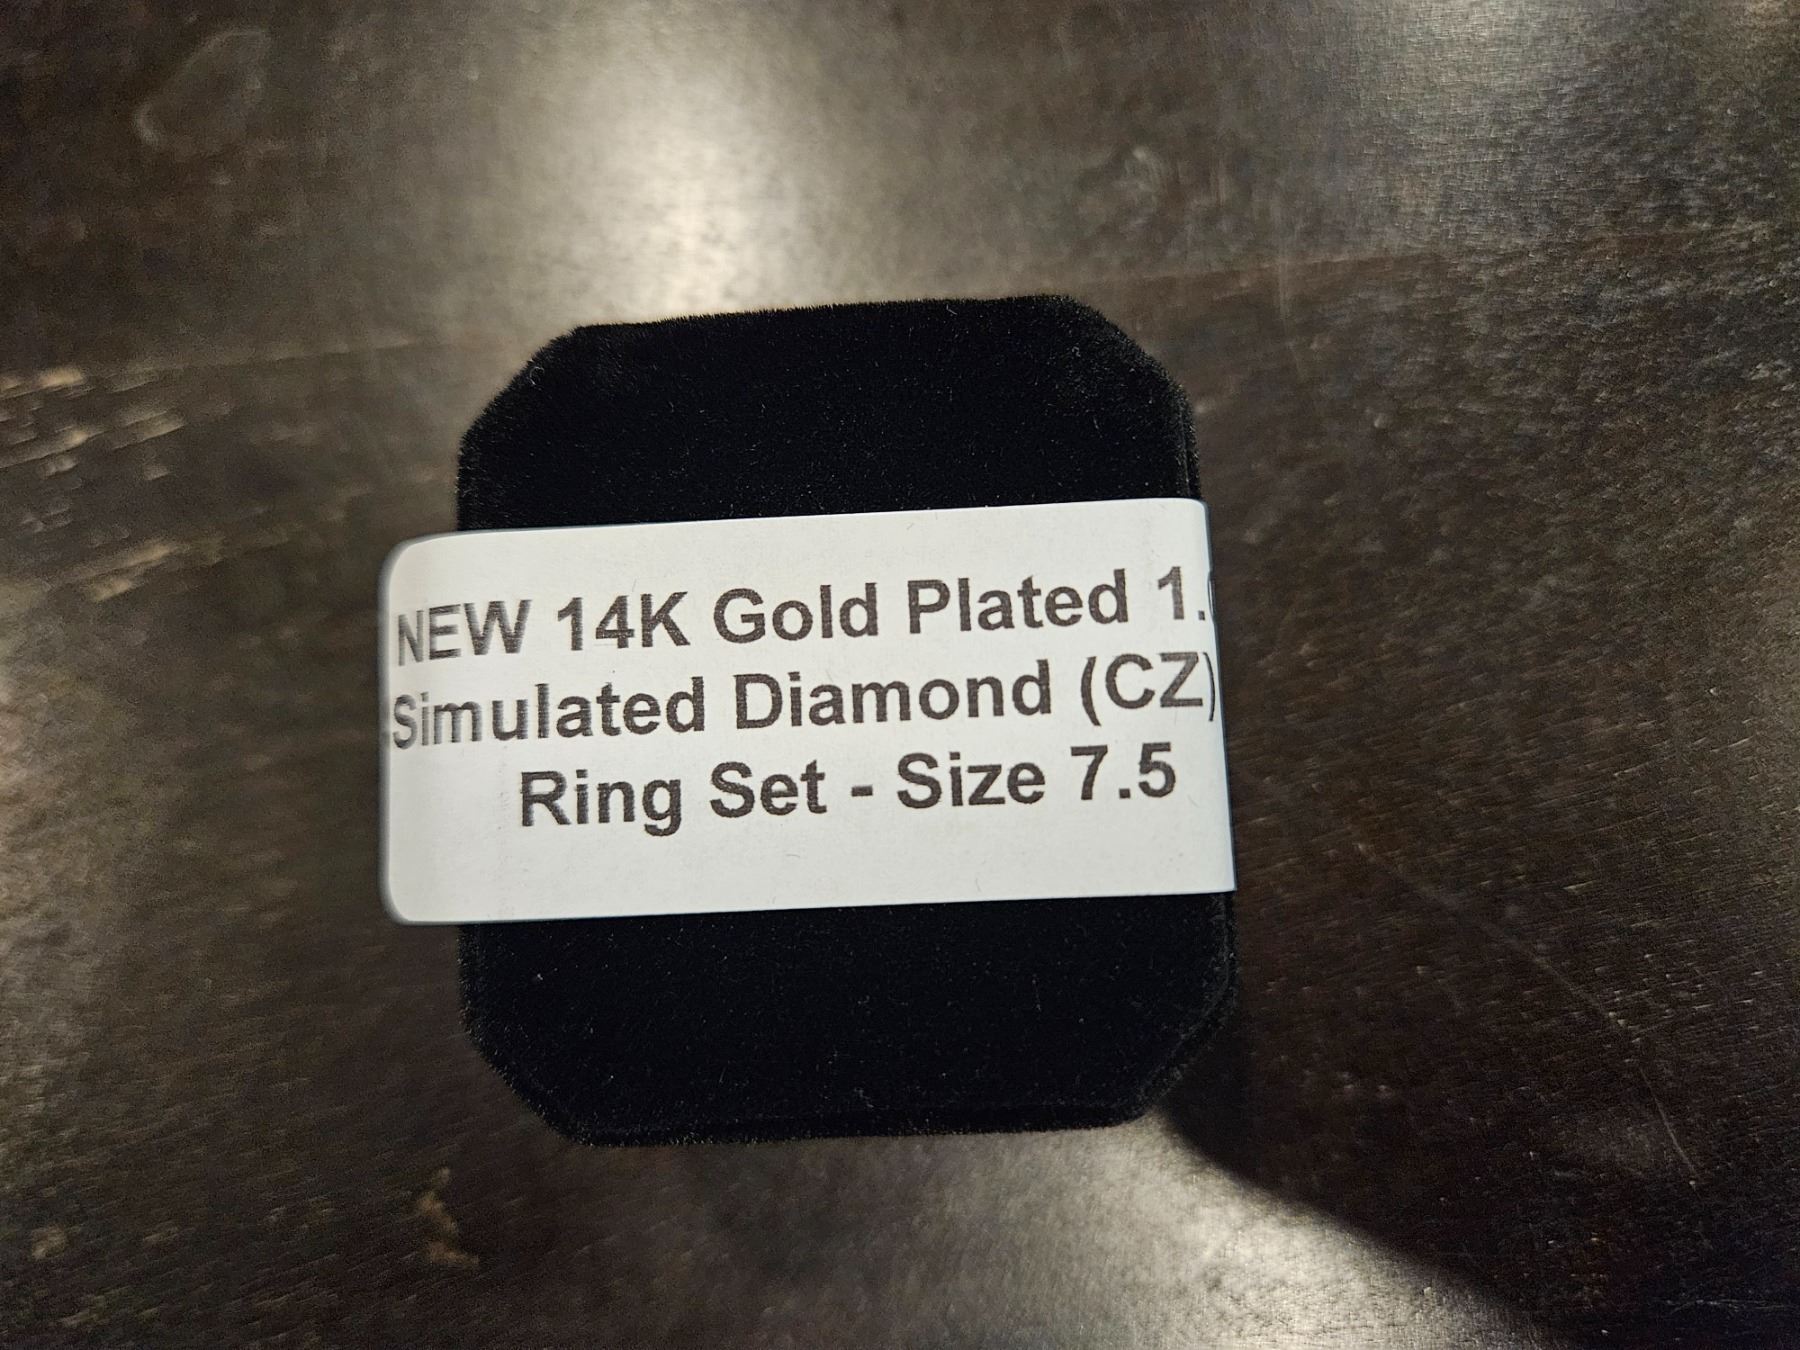 NEW 14K Gold Plated 1.
Simulated Diamond (CZ)
Ring Set - Size 7.5